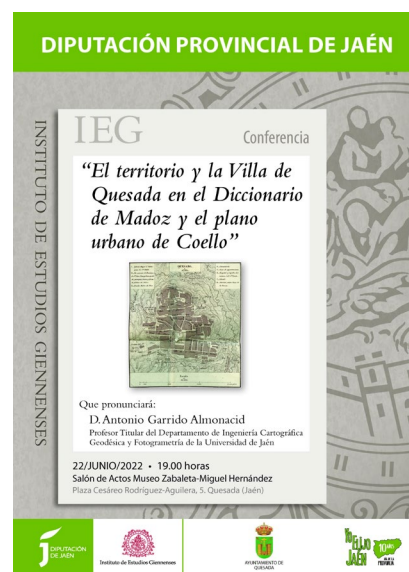 DIPUTACIÓN PROVINCIAL DE JAÉN
INSTITUTO DE ESTUDIOS GIENNENSES
IEG
Conferencia
“El territorio y la Villa de
Quesada en el Diccionario
de Madoz y el plano
urbano de Coello”
Que pronunciará:
D. Antonio Garrido Almonacid
Profesor Titular del Departamento de Ingeniería Cartográfica
Geodésica y Fotogrametría de la Universidad de Jaén
22/JUNIO/2022 • 19.00 horas
Salón de Actos Museo Zabaleta-Miguel Hernández
Plaza Cesáreo Rodríguez-Aguilera, 5. Quesada (Jaén)
DIPUTACIÓN
DE JAÉN
Instituto de Estudios Giennenses
AYUNTAMIENTO DE
QUESADA
JAÉN